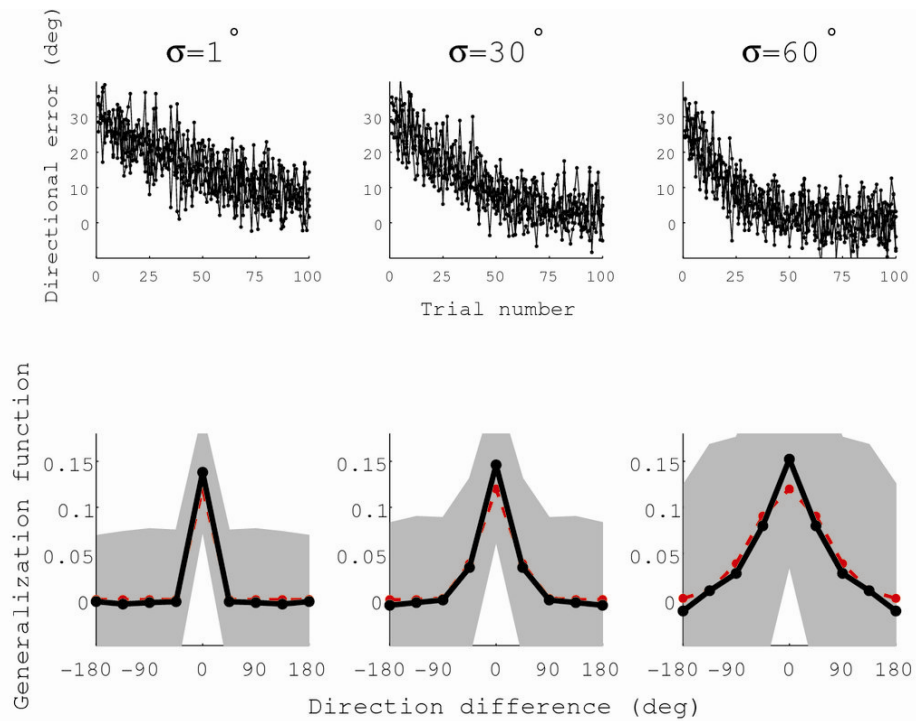 σ=1° σ=30° σ=60°
Directional error (deg)
30 30 30
20 20 20
10 10 10
0 0 0
0 25 50 75 100 0 25 50 75 100 0 25 50 75 100
Trial number
Generalization function
0.15 0.15 0.15
0.1 0.1 0.1
0.05 0.05 0.05
0 0 0
-180 -90 0 90 180 -180 -90 0 90 180 -180 -90 0 90 180
Direction difference (deg)